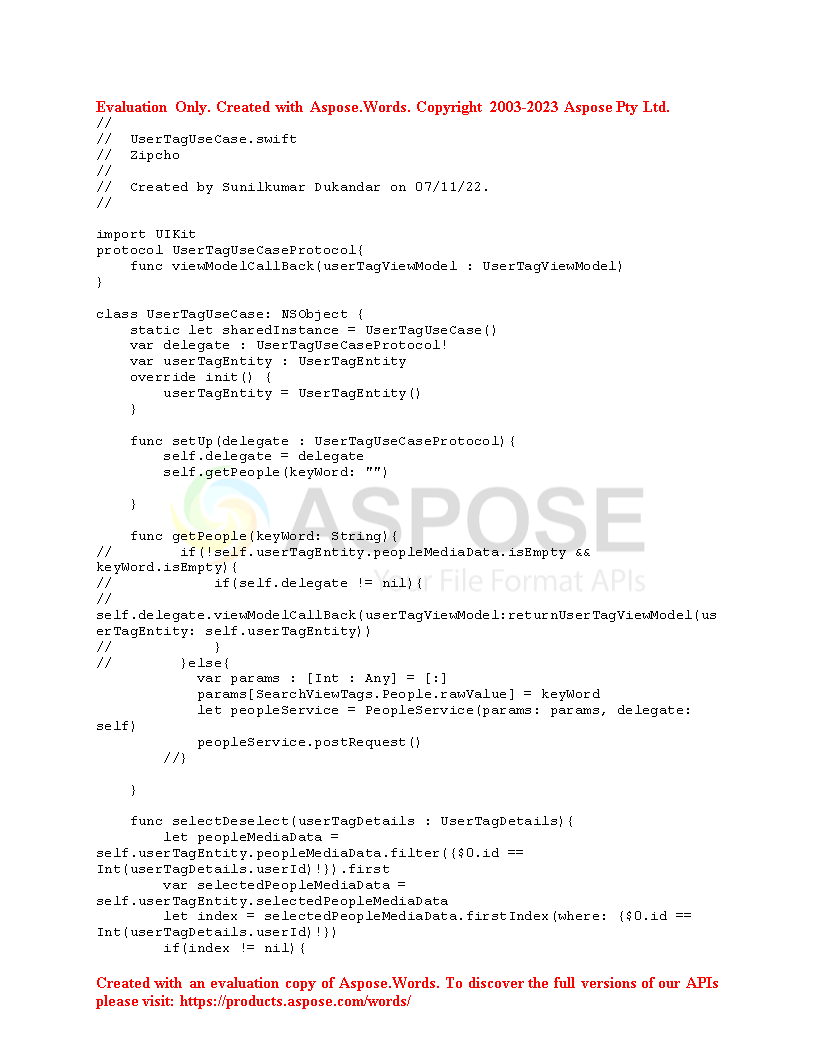 Evaluation Only. Created with Aspose.Words. Copyright 2003-2023 Aspose Pty Ltd.
//
//  UserTagUseCase.swift
//  Zipcho
//
//  Created by Sunilkumar Dukandar on 07/11/22.
//
import UIKit
protocol UserTagUseCaseProtocol{
    func viewModelCallBack(userTagViewModel : UserTagViewModel)
}
class UserTagUseCase: NSObject {
    static let sharedInstance = UserTagUseCase()
    var delegate : UserTagUseCaseProtocol!
    var userTagEntity : UserTagEntity
    override init() {
        userTagEntity = UserTagEntity()
    }
    func setUp(delegate : UserTagUseCaseProtocol){
        self.delegate = delegate
        self.getPeople(keyWord: "")
    }
ASPOSE
    func getPeople(keyWord: String){
//        if(!self.userTagEntity.peopleMediaData.isEmpty &&
keyWord.isEmpty){
//            if(self.delegate != nil){
Your File Format APIs
//
self.delegate.viewModelCallBack(userTagViewModel:returnUserTagViewModel(us
erTagEntity: self.userTagEntity))
//            }
//        }else{
            var params : [Int : Any] = [:]
            params[SearchViewTags.People.rawValue] = keyWord
            let peopleService = PeopleService(params: params, delegate:
self)
            peopleService.postRequest()
        //}
    }
    func selectDeselect(userTagDetails : UserTagDetails){
        let peopleMediaData =
self.userTagEntity.peopleMediaData.filter({$0.id ==
Int(userTagDetails.userId)!}).first
        var selectedPeopleMediaData =
self.userTagEntity.selectedPeopleMediaData
        let index = selectedPeopleMediaData.firstIndex(where: {$0.id ==
Int(userTagDetails.userId)!})
        if(index != nil){
Created with an evaluation copy of Aspose.Words. To discover the full versions of our APIs
please visit: https://products.aspose.com/words/